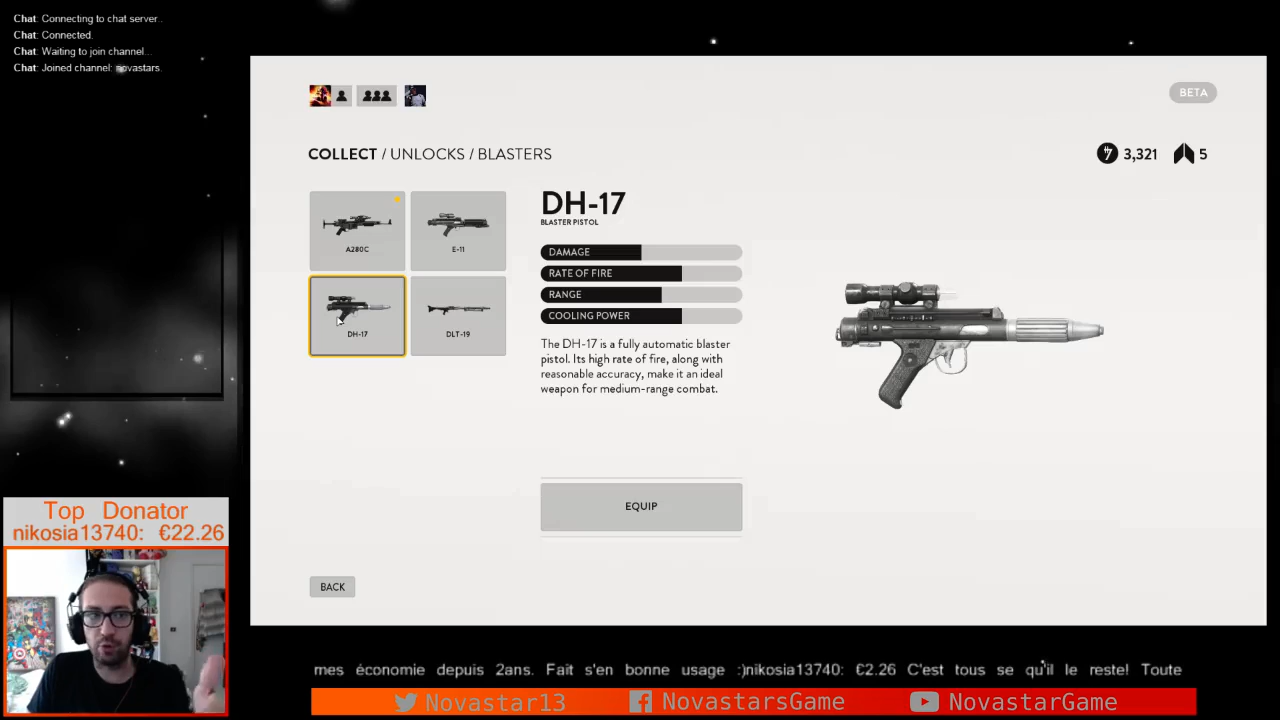 Chat: Connecting to chat server..
Chat: Connected.
Chat: Waiting to join channel...
Chat: Joined channel: novastars.
BETA
COLLECT / UNLOCKS / BLASTERS
3,321
5
A280C
E-11
DH-17
DLT-19
DH-17
BLASTER PISTOL
DAMAGE
RATE OF FIRE
RANGE
COOLING POWER
The DH-17 is a fully automatic blaster
pistol. Its high rate of fire, along with
reasonable accuracy, make it an ideal
weapon for medium-range combat.
EQUIP
BACK
Top Donator
nikosia13740: €22.26
mes économie depuis 2ans. Fait s'en bonne usage :)nikosia13740: €2.26 C'est tous se qu'il le reste! Toute
Novastar13
NovastarsGame
NovastarGame